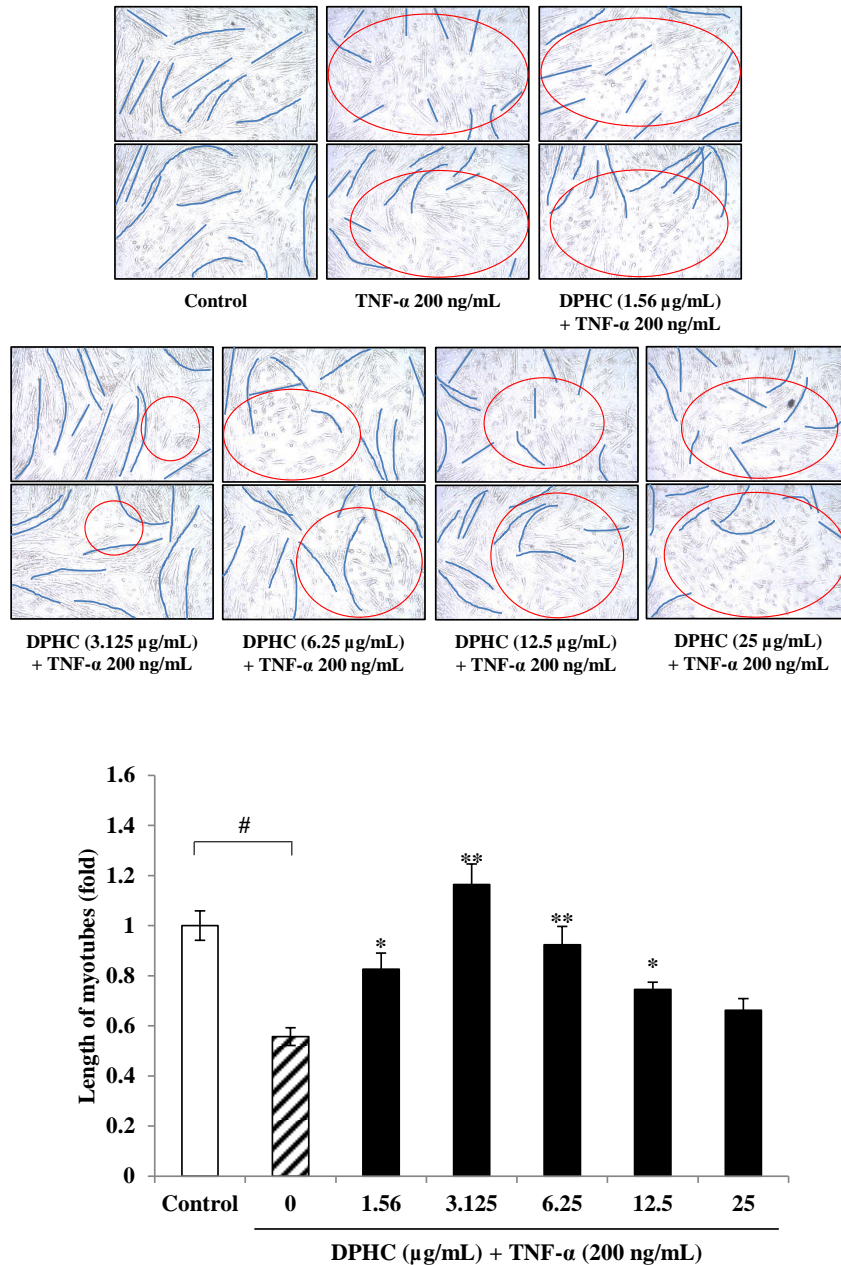 Control
TNF-α 200 ng/mL
DPHC (1.56 µg/mL)
+ TNF-α 200 ng/mL
DPHC (3.125 µg/mL)
+ TNF-α 200 ng/mL
DPHC (6.25 µg/mL)
+ TNF-α 200 ng/mL
DPHC (12.5 µg/mL)
+ TNF-α 200 ng/mL
DPHC (25 µg/mL)
+ TNF-α 200 ng/mL
Length of myotubes (fold)
1.6
1.4
1.2
1
0.8
0.6
0.4
0.2
0
#
*
**
**
*
Control 0 1.56 3.125 6.25 12.5 25
DPHC (µg/mL) + TNF-α (200 ng/mL)